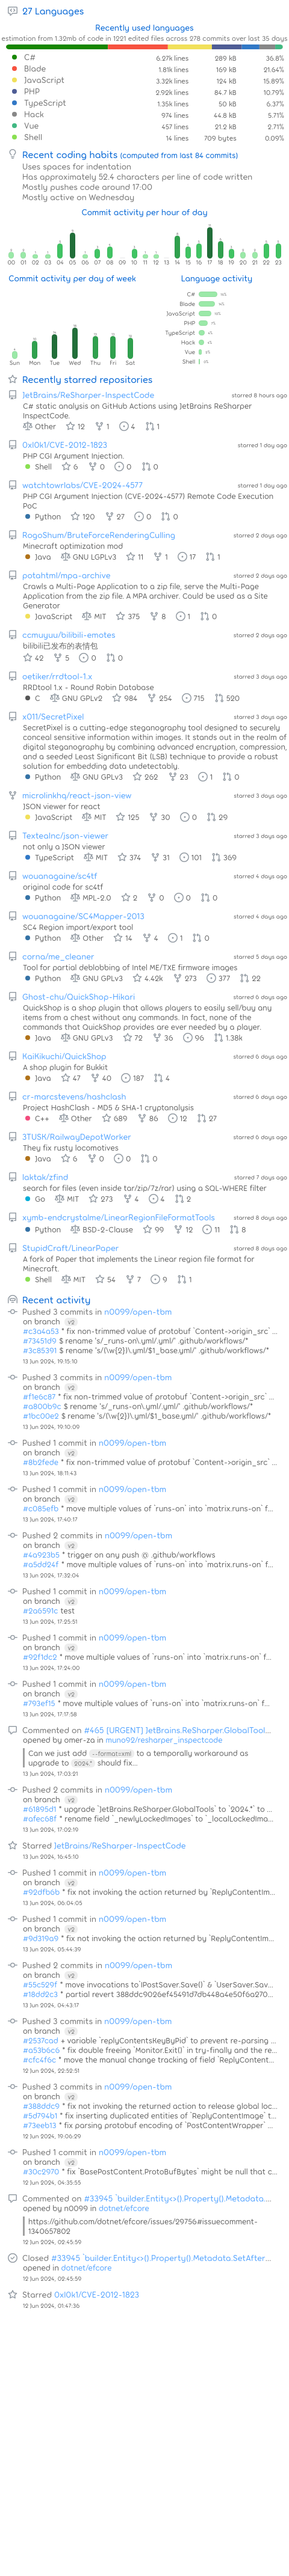 27 Languages
Recently used languages
estimation from 1.32mb of code in 1221 edited files across 278 commits over last 35 days
C# 6.27k lines 289 kB 36.8%
Blade 1.81k lines 169 kB 21.64%
JavaScript 3.32k lines 124 kB 15.89%
PHP 2.92k lines 84.7 kB 10.79%
TypeScript 1.35k lines 50 kB 6.37%
Hack 974 lines 44.8 kB 5.71%
Vue 457 lines 21.2 kB 2.71%
Shell 14 lines 709 bytes 0.09%
Recent coding habits (computed from last 84 commits)
Uses spaces for indentation
Has approximately 52.4 characters per line of code written
Mostly pushes code around 17:00
Mostly active on Wednesday
Commit activity per hour of day
00 01 02 03 04 05 06 07 08 09 10 11 12 13 14 15 16 17 18 19 20 21 22 23
Commit activity per day of week
Sun Mon Tue Wed Thu Fri Sat
Language activity
C#
Blade
JavaScript
PHP
TypeScript
Hack
Vue
Shell
Recently starred repositories
JetBrains/ReSharper-InspectCode starred 8 hours ago
C# static analysis on GitHub Actions using JetBrains ReSharper
InspectCode.
Other 12 1 4 1
0xl0k1/CVE-2012-1823 starred 1 day ago
PHP CGI Argument Injection.
Shell 6 0 0 0
watchtowrlabs/CVE-2024-4577 starred 1 day ago
PHP CGI Argument Injection (CVE-2024-4577) Remote Code Execution
PoC
Python 120 27 0 0
RogoShum/BruteForceRenderingCulling starred 2 days ago
Minecraft optimization mod
Java GNU LGPLv3 11 1 17 1
potahtml/mpa-archive starred 2 days ago
Crawls a Multi-Page Application to a zip file, serve the Multi-Page
Application from the zip file. A MPA archiver. Could be used as a Site
Generator
JavaScript MIT 375 8 1 0
ccmuyuu/bilibili-emotes starred 2 days ago
bilibili已发布的表情包
42 5 0 0
oetiker/rrdtool-1.x starred 3 days ago
RRDtool 1.x - Round Robin Database
C GNU GPLv2 984 254 715 520
x011/SecretPixel starred 3 days ago
SecretPixel is a cutting-edge steganography tool designed to securely
conceal sensitive information within images. It stands out in the realm of
digital steganography by combining advanced encryption, compression,
and a seeded Least Significant Bit (LSB) technique to provide a robust
solution for embedding data undetectably.
Python GNU GPLv3 262 23 1 0
microlinkhq/react-json-view starred 3 days ago
JSON viewer for react
JavaScript MIT 125 30 0 29
TexteaInc/json-viewer starred 3 days ago
not only a JSON viewer
TypeScript MIT 374 31 101 369
wouanagaine/sc4tf starred 4 days ago
original code for sc4tf
Python MPL-2.0 2 0 0 0
wouanagaine/SC4Mapper-2013 starred 4 days ago
SC4 Region import/export tool
Python Other 14 4 1 0
corna/me_cleaner starred 5 days ago
Tool for partial deblobbing of Intel ME/TXE firmware images
Python GNU GPLv3 4.42k 273 377 22
Ghost-chu/QuickShop-Hikari starred 6 days ago
QuickShop is a shop plugin that allows players to easily sell/buy any
items from a chest without any commands. In fact, none of the
commands that QuickShop provides are ever needed by a player.
Java GNU GPLv3 72 36 96 1.38k
KaiKikuchi/QuickShop starred 6 days ago
A shop plugin for Bukkit
Java 47 40 187 4
cr-marcstevens/hashclash starred 6 days ago
Project HashClash - MD5 & SHA-1 cryptanalysis
C++ Other 689 86 12 27
3TUSK/RailwayDepotWorker starred 6 days ago
They fix rusty locomotives
Java 6 0 0 0
laktak/zfind starred 7 days ago
search for files (even inside tar/zip/7z/rar) using a SQL-WHERE filter
Go MIT 273 4 4 2
xymb-endcrystalme/LinearRegionFileFormatTools starred 8 days ago
Python BSD-2-Clause 99 12 11 8
StupidCraft/LinearPaper starred 8 days ago
A fork of Paper that implements the Linear region file format for
Minecraft.
Shell MIT 54 7 9 1
Recent activity
Pushed 3 commits in n0099/open-tbm
on branch v2
#c3a4a53 * fix non-trimmed value of protobuf `Content->origin_src` ...
#73451d9 $ rename 's/_runs-on\.yml/.yml/' .github/workflows/*
#3c85391 $ rename 's/(\w{2})\.yml/$1_base.yml/' .github/workflows/*
13 Jun 2024, 19:15:10
Pushed 3 commits in n0099/open-tbm
on branch v2
#f1e6c87 * fix non-trimmed value of protobuf `Content->origin_src` ...
#a800b9c $ rename 's/_runs-on\.yml/.yml/' .github/workflows/*
#1bc00e2 $ rename 's/(\w{2})\.yml/$1_base.yml/' .github/workflows/*
13 Jun 2024, 19:10:09
Pushed 1 commit in n0099/open-tbm
on branch v2
#8b2fede * fix non-trimmed value of protobuf `Content->origin_src` ...
13 Jun 2024, 18:11:43
Pushed 1 commit in n0099/open-tbm
on branch v2
#c085efb * move multiple values of `runs-on` into `matrix.runs-on` f...
13 Jun 2024, 17:40:17
Pushed 2 commits in n0099/open-tbm
on branch v2
#4a923b5 * trigger on any push @ .github/workflows
#a5dd24f * move multiple values of `runs-on` into `matrix.runs-on` f...
13 Jun 2024, 17:32:04
Pushed 1 commit in n0099/open-tbm
on branch v2
#2a6591c test
13 Jun 2024, 17:25:51
Pushed 1 commit in n0099/open-tbm
on branch v2
#92f1dc2 * move multiple values of `runs-on` into `matrix.runs-on` f...
13 Jun 2024, 17:24:00
Pushed 1 commit in n0099/open-tbm
on branch v2
#793ef15 * move multiple values of `runs-on` into `matrix.runs-on` f...
13 Jun 2024, 17:17:58
Commented on #465 [URGENT] JetBrains.ReSharper.GlobalTool...
opened by omer-za in muno92/resharper_inspectcode
Can we just add --format=xml to a temporarily workaround as
upgrade to 2024.* should fix...
13 Jun 2024, 17:03:21
Pushed 2 commits in n0099/open-tbm
on branch v2
#61895d1 * upgrade `JetBrains.ReSharper.GlobalTools` to `2024.*` to ...
#afec68f * rename field `_newlyLockedImages` to `_localLockedIma...
13 Jun 2024, 17:02:19
Starred JetBrains/ReSharper-InspectCode
13 Jun 2024, 16:45:10
Pushed 1 commit in n0099/open-tbm
on branch v2
#92dfb6b * fix not invoking the action returned by `ReplyContentIm...
13 Jun 2024, 06:04:05
Pushed 1 commit in n0099/open-tbm
on branch v2
#9d319a9 * fix not invoking the action returned by `ReplyContentIm...
13 Jun 2024, 05:44:39
Pushed 2 commits in n0099/open-tbm
on branch v2
#55c529f * move invocations to`IPostSaver.Save()` & `UserSaver.Sav...
#18dd2c3 * partial revert 388ddc9026ef45491d7db448a4e50f6a270...
13 Jun 2024, 04:43:17
Pushed 3 commits in n0099/open-tbm
on branch v2
#2537cad + variable `replyContentsKeyByPid` to prevent re-parsing ...
#a53b6c6 * fix double freeing `Monitor.Exit()` in try-finally and the re...
#cfc4f6c * move the manual change tracking of field `ReplyContent...
12 Jun 2024, 22:52:51
Pushed 3 commits in n0099/open-tbm
on branch v2
#388ddc9 * fix not invoking the returned action to release global loc...
#5d794b1 * fix inserting duplicated entities of `ReplyContentImage` t...
#73eeb13 * fix parsing protobuf encoding of `PostContentWrapper` ...
12 Jun 2024, 19:06:29
Pushed 1 commit in n0099/open-tbm
on branch v2
#30c2970 * fix `BasePostContent.ProtoBufBytes` might be null that c...
12 Jun 2024, 04:35:55
Commented on #33945 `builder.Entity<>().Property().Metadata....
opened by n0099 in dotnet/efcore
https://github.com/dotnet/efcore/issues/29756#issuecomment-
1340657802
12 Jun 2024, 02:45:59
Closed #33945 `builder.Entity<>().Property().Metadata.SetAfter...
opened in dotnet/efcore
12 Jun 2024, 02:45:59
Starred 0xl0k1/CVE-2012-1823
12 Jun 2024, 01:47:36